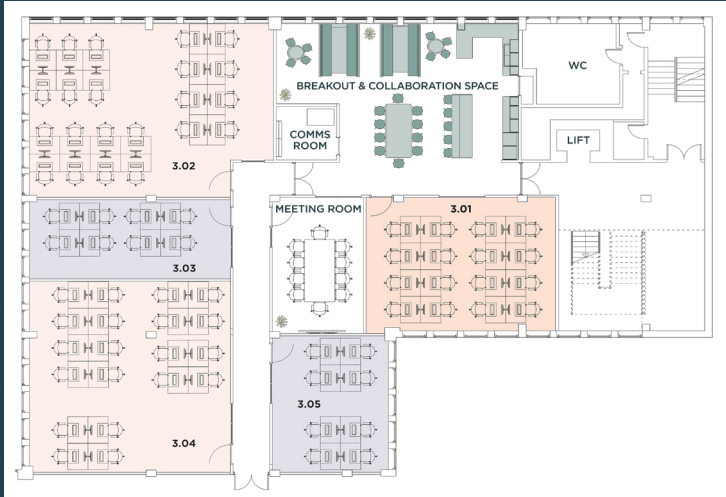 WC
BREAKOUT & COLLABORATION SPACE
COMMS
ROOM
LIFT
3.02
MEETING ROOM
3.01
3.03
3.05
3.04